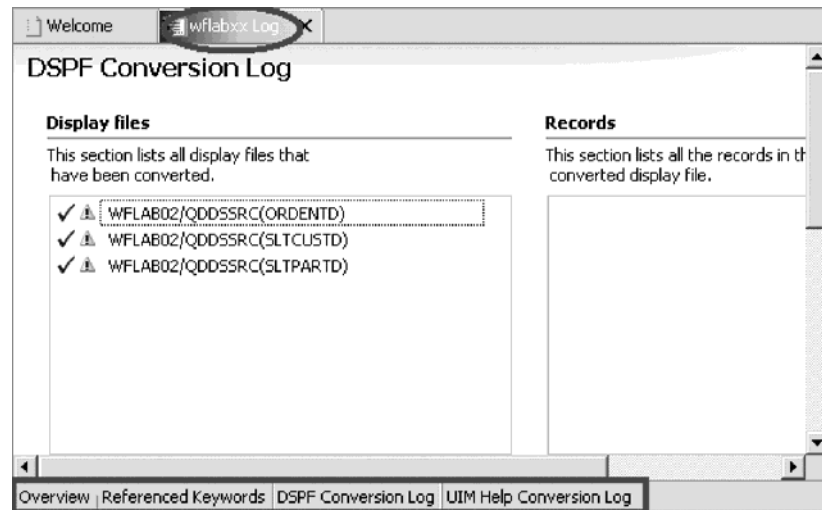 Welcome
wflabxx Log
DSPF Conversion Log
Display files
This section lists all display files that
have been converted.
WFLAB02/QDDSSRC(ORDENTD)
WFLAB02/QDDSSRC(SLTCUSTD)
WFLAB02/QDDSSRC(SLTPARTD)
Records
This section lists all the records in th
converted display file.
Overview Referenced Keywords DSPF Conversion Log UIM Help Conversion Log